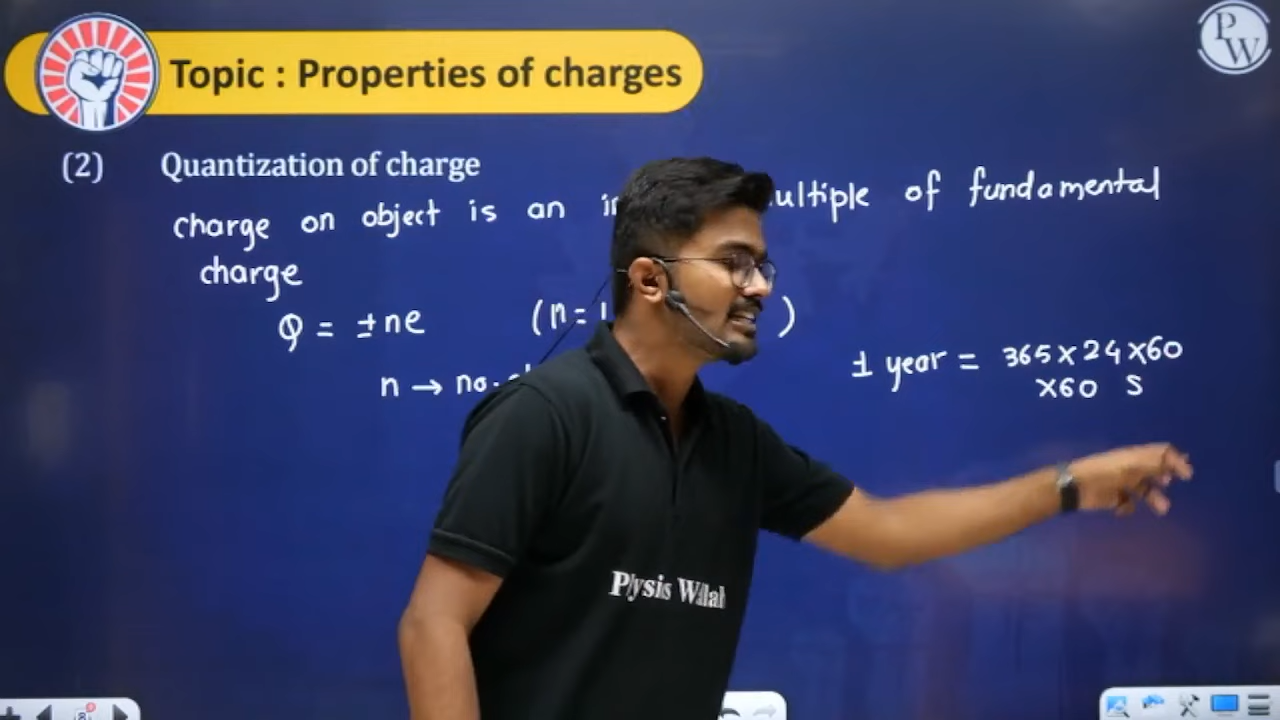 PW
Topic : Properties of charges
(2) Quantization of charge
charge on object is an of fundamental
charge
Q = ±ne (n = 1 )
n → no.
1 year = 365 x 24 x 60
x 60 s
Physis Wallah